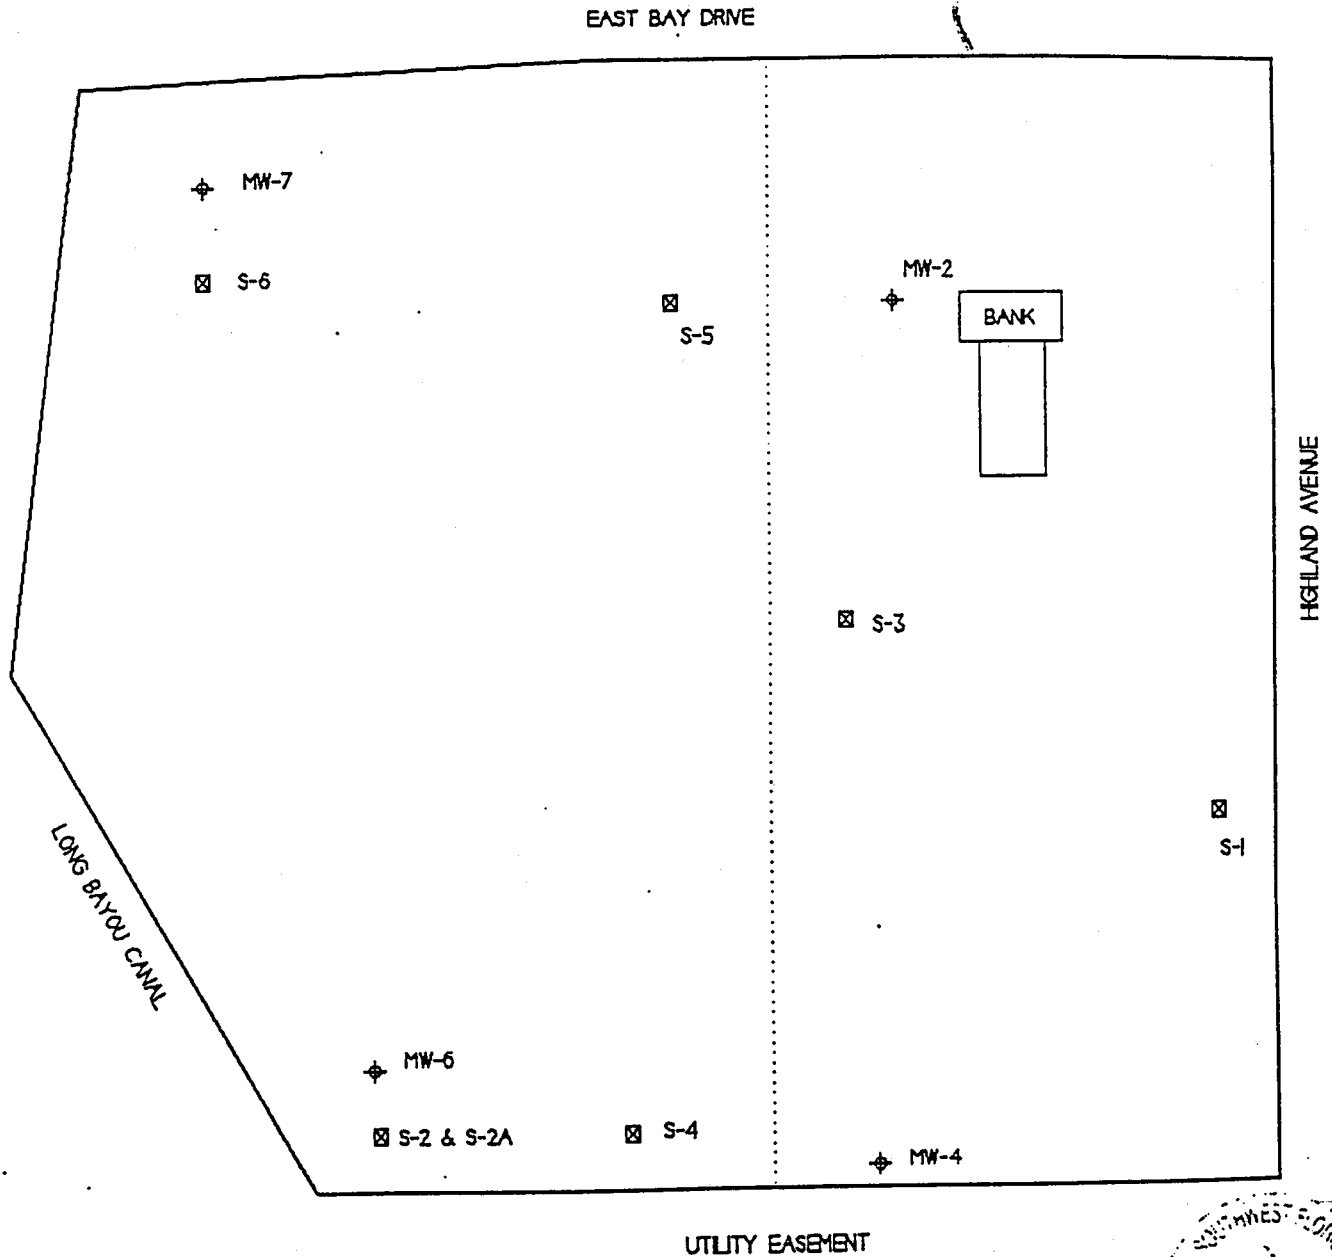 EAST BAY DRIVE
MW-7
S-6
MW-2
BANK
S-5
HIGHLAND AVENUE
S-3
S-1
LONG BAYOU CANAL
MW-6
S-2 & S-2A
S-4
MW-4
UTILITY EASEMENT
SOUTHWEST